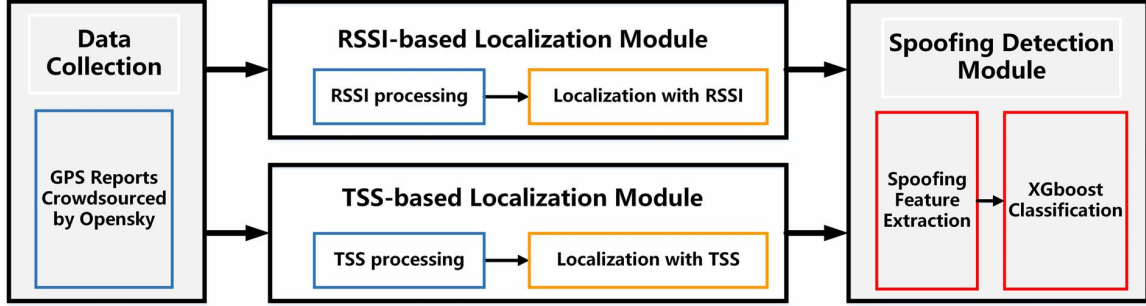 Data
Collection
GPS Reports
Crowdsourced
by Opensky
RSSI-based Localization Module
RSSI processing
Localization with RSSI
TSS-based Localization Module
TSS processing
Localization with TSS
Spoofing Detection
Module
Spoofing
Feature
Extraction
XGboost
Classification